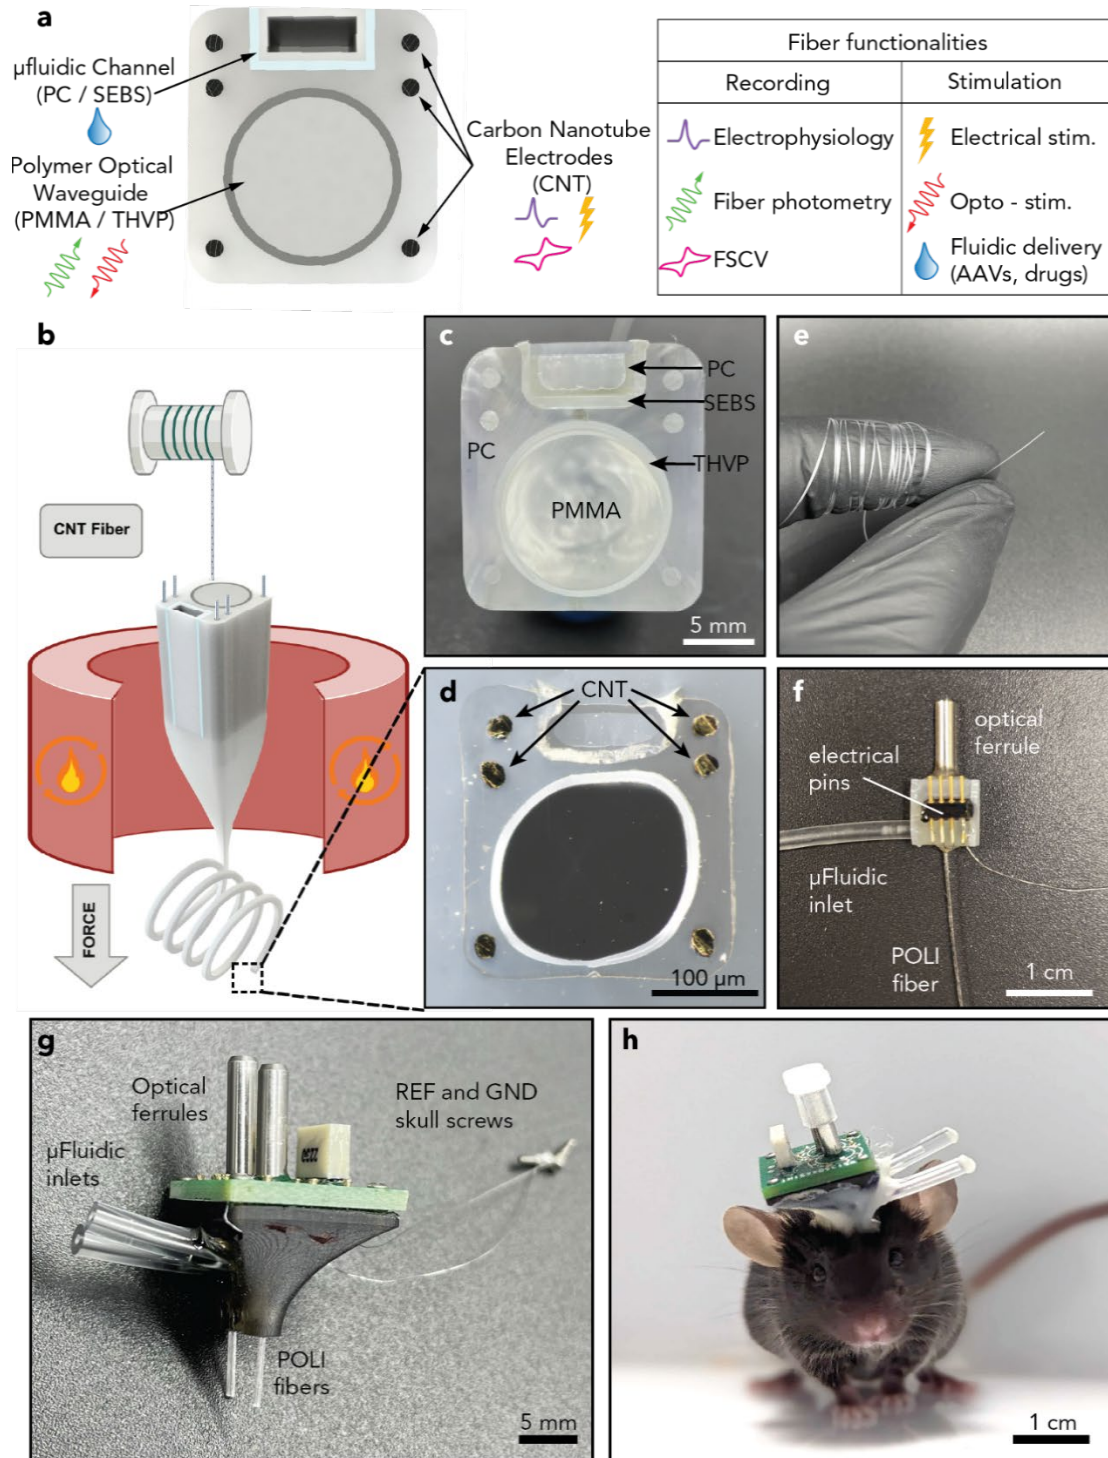 a
µfluidic Channel
(PC / SEBS)
Polymer Optical
Waveguide
(PMMA / THVP)
Carbon Nanotube
Electrodes
(CNT)
Fiber functionalities
Recording
Stimulation
Electrophysiology
Electrical stim.
Fiber photometry
Opto - stim.
FSCV
Fluidic delivery
(AAVs, drugs)
b
CNT Fiber
FORCE
c
PC
SEBS
PC
THVP
PMMA
5 mm
d
CNT
100 µm
e
f
optical
ferrule
electrical
pins
µFluidic
inlet
POLI
fiber
1 cm
g
Optical
ferrules
REF and GND
skull screws
µFluidic
inlets
POLI
fibers
5 mm
h
1 cm